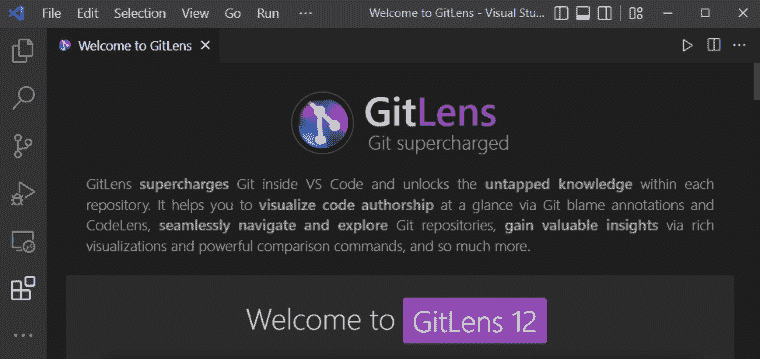 File Edit Selection View Go Run ··· Welcome to GitLens - Visual Stu...
Welcome to GitLens
GitLens
Git supercharged
GitLens supercharges Git inside VS Code and unlocks the untapped knowledge within each
repository. It helps you to visualize code authorship at a glance via Git blame annotations and
CodeLens, seamlessly navigate and explore Git repositories, gain valuable insights via rich
visualizations and powerful comparison commands, and so much more.
Welcome to GitLens 12